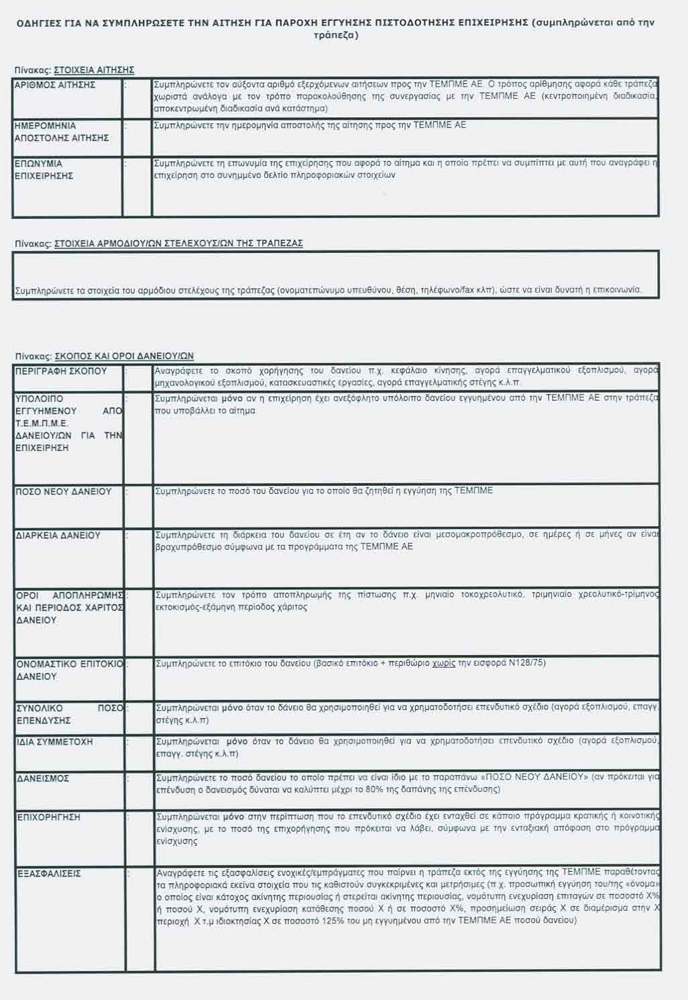 ΟΔΗΓΙΕΣ ΓΙΑ ΝΑ ΣΥΜΠΛΗΡΩΣΕΤΕ ΤΗΝ ΑΙΤΗΣΗ ΓΙΑ ΠΑΡΟΧΗ ΕΓΓΥΗΣΗΣ ΠΙΣΤΟΔΟΤΗΣΗΣ ΕΠΙΧΕΙΡΗΣΗΣ (συμπληρώνεται από την
τράπεζα)
Πίνακας: ΣΤΟΙΧΕΙΑ ΑΙΤΗΣΗΣ
ΑΡΙΘΜΟΣ ΑΙΤΗΣΗΣ : Συμπληρώνετε τον αύξοντα αριθμό εξερχόμενων αιτήσεων προς την ΤΕΜΠΜΕ ΑΕ. Ο τρόπος αρίθμησης αφορά κάθε τράπεζα
χωριστά ανάλογα με τον τρόπο παρακολούθησης της συνεργασίας με την ΤΕΜΠΜΕ ΑΕ (κεντροποιημένη διαδικασία,
αποκεντρωμένη διαδικασία ανά κατάστημα)
ΗΜΕΡΟΜΗΝΙΑ : Συμπληρώνετε την ημερομηνία αποστολής της αίτησης προς την ΤΕΜΠΜΕ ΑΕ
ΑΠΟΣΤΟΛΗΣ ΑΙΤΗΣΗΣ
ΕΠΩΝΥΜΙΑ : Συμπληρώνετε τη επωνυμία της επιχείρησης που αφορά το αίτημα και η οποία πρέπει να συμπίπτει με αυτή που αναγράφει η
ΕΠΙΧΕΙΡΗΣΗΣ επιχείρηση στο συνημμένο δελτίο πληροφοριακών στοιχείων
Πίνακας: ΣΤΟΙΧΕΙΑ ΑΡΜΟΔΙΟΥ/ΩΝ ΣΤΕΛΕΧΟΥΣ/ΩΝ ΤΗΣ ΤΡΑΠΕΖΑΣ
Συμπληρώνετε τα στοιχεία του αρμόδιου στελέχους της τράπεζας (ονοματεπώνυμο υπευθύνου, θέση, τηλέφωνο/fax κλπ), ώστε να είναι δυνατή η επικοινωνία.
Πίνακας: ΣΚΟΠΟΣ ΚΑΙ ΟΡΟΙ ΔΑΝΕΙΟΥ/ΩΝ
ΠΕΡΙΓΡΑΦΗ ΣΚΟΠΟΥ : Αναγράφετε το σκοπό χορήγησης του δανείου π.χ. κεφάλαιο κίνησης, αγορά επαγγελματικού εξοπλισμού, αγορά
μηχανολογικού εξοπλισμού, κατασκευαστικές εργασίες, αγορά επαγγελματικής στέγης κ.λ.π.
ΥΠΟΛΟΙΠΟ : Συμπληρώνεται μόνο αν η επιχείρηση έχει ανεξόφλητο υπόλοιπο δανείου εγγυημένου από την ΤΕΜΠΜΕ ΑΕ στην τράπεζα
ΕΓΓΥΗΜΕΝΟΥ ΑΠΟ που υποβάλλει το αίτημα
Τ.Ε.Μ.Π.Μ.Ε.
ΔΑΝΕΙΟΥ/ΩΝ ΓΙΑ ΤΗΝ
ΕΠΙΧΕΙΡΗΣΗ
ΠΟΣΟ ΝΕΟΥ ΔΑΝΕΙΟΥ : Συμπληρώνετε το ποσό του δανείου για το οποίο θα ζητηθεί η εγγύηση της ΤΕΜΠΜΕ
ΔΙΑΡΚΕΙΑ ΔΑΝΕΙΟΥ : Συμπληρώνετε τη διάρκεια του δανείου σε έτη αν το δάνειο είναι μεσομακροπρόθεσμο, σε ημέρες ή σε μήνες αν είναι
βραχυπρόθεσμο σύμφωνα με τα προγράμματα της ΤΕΜΠΜΕ ΑΕ
ΟΡΟΙ ΑΠΟΠΛΗΡΩΜΗΣ : Συμπληρώνετε τον τρόπο αποπληρωμής της πίστωσης π.χ. μηνιαίο τοκοχρεολυτικό, τριμηνιαίο χρεολυτικό-τρίμηνος
ΚΑΙ ΠΕΡΙΟΔΟΣ ΧΑΡΙΤΟΣ εκτοκισμός-εξάμηνη περίοδος χάριτος
ΔΑΝΕΙΟΥ
ΟΝΟΜΑΣΤΙΚΟ ΕΠΙΤΟΚΙΟ : Συμπληρώνετε το επιτόκιο του δανείου (βασικό επιτόκιο + περιθώριο χωρίς την εισφορά Ν128/75)
ΔΑΝΕΙΟΥ
ΣΥΝΟΛΙΚΟ ΠΟΣΟ : Συμπληρώνεται μόνο όταν το δάνειο θα χρησιμοποιηθεί για να χρηματοδοτήσει επενδυτικό σχέδιο (αγορά εξοπλισμού, επαγγ.
ΕΠΕΝΔΥΣΗΣ στέγης κ.λ.π)
ΙΔΙΑ ΣΥΜΜΕΤΟΧΗ : Συμπληρώνεται μόνο όταν το δάνειο θα χρησιμοποιηθεί για να χρηματοδοτήσει επενδυτικό σχέδιο (αγορά εξοπλισμού,
επαγγ. στέγης κ.λ.π)
ΔΑΝΕΙΣΜΟΣ : Συμπληρώνετε το ποσό δανείου το οποίο πρέπει να είναι ίδιο με το παραπάνω «ΠΟΣΟ ΝΕΟΥ ΔΑΝΕΙΟΥ» (αν πρόκειται για
επένδυση ο δανεισμός δύναται να καλύπτει μέχρι το 80% της δαπάνης της επένδυσης)
ΕΠΙΧΟΡΗΓΗΣΗ : Συμπληρώνεται μόνο στην περίπτωση που το επενδυτικό σχέδιο έχει ενταχθεί σε κάποιο πρόγραμμα κρατικής ή κοινοτικής
ενίσχυσης, με το ποσό της επιχορήγησης που πρόκειται να λάβει, σύμφωνα με την ενταξιακή απόφαση στο πρόγραμμα
ενίσχυσης
ΕΞΑΣΦΑΛΙΣΕΙΣ : Αναγράφετε τις εξασφαλίσεις ενοχικές/εμπράγματες που παίρνει η τράπεζα εκτός της εγγύησης της ΤΕΜΠΜΕ παραθέτοντας
τα πληροφοριακά εκείνα στοιχεία που τις καθιστούν συγκεκριμένες και μετρήσιμες (π.χ. προσωπική εγγύηση του/της «όνομα»
ο οποίος είναι κάτοχος ακίνητης περιουσίας ή στερείται ακίνητης περιουσίας, νομότυπη ενεχυρίαση επιταγών σε ποσοστό Χ%
ή ποσού Χ, νομότυπη ενεχυρίαση κατάθεσης ποσού Χ ή σε ποσοστό Χ%, προσημείωση σειράς Χ σε διαμέρισμα στην Χ
περιοχή Χ τ.μ ιδιοκτησίας Χ σε ποσοστό 125% του μη εγγυημένου από την ΤΕΜΠΜΕ ΑΕ ποσού δανείου)